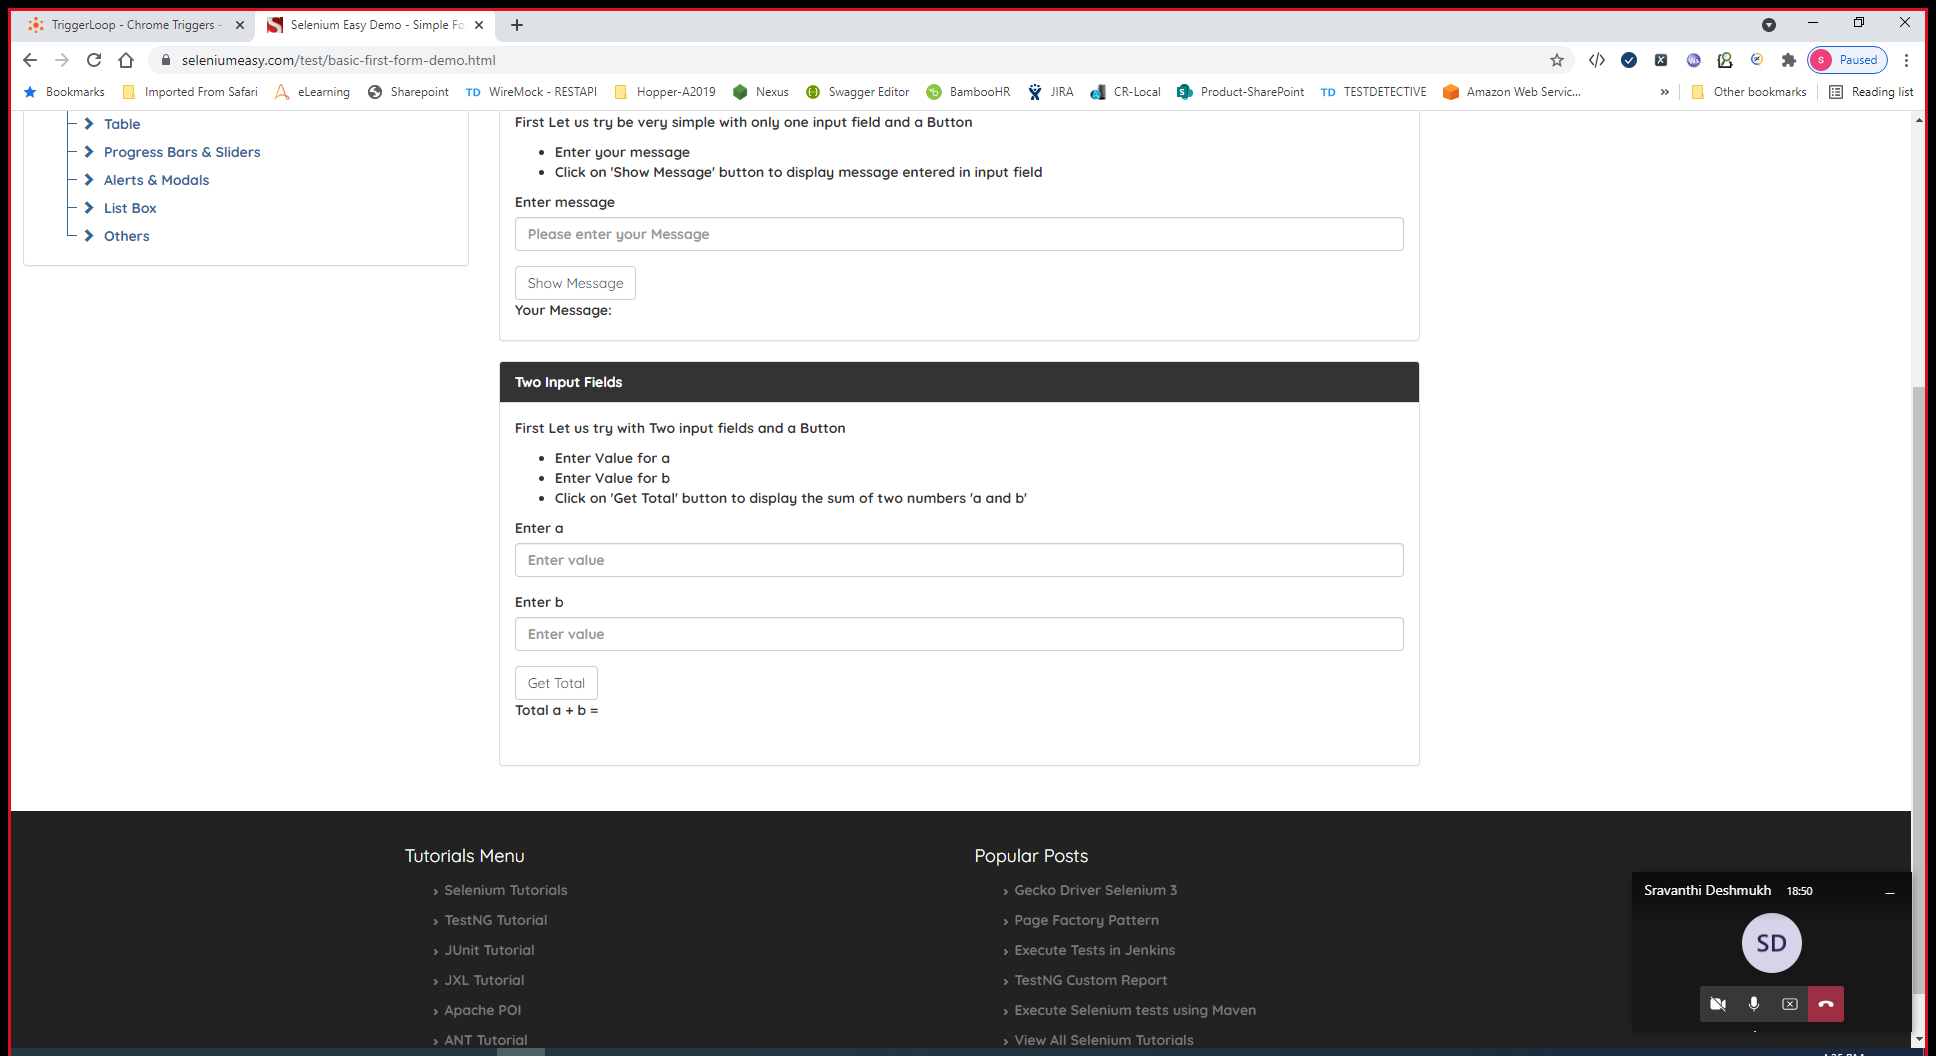 TriggerLoop - Chrome Triggers -
Selenium Easy Demo - Simple Fo
seleniumeasy.com/test/basic-first-form-demo.html
S Paused
Bookmarks Imported From Safari eLearning Sharepoint TD WireMock - RESTAPI Hopper-A2019 Nexus Swagger Editor BambooHR JIRA CR-Local Product-SharePoint TD TESTDETECTIVE Amazon Web Servic... » Other bookmarks Reading list
Table
Progress Bars & Sliders
Alerts & Modals
List Box
Others
First Let us try be very simple with only one input field and a Button
• Enter your message
• Click on 'Show Message' button to display message entered in input field
Enter message
Please enter your Message
Show Message
Your Message:
Two Input Fields
First Let us try with Two input fields and a Button
• Enter Value for a
• Enter Value for b
• Click on 'Get Total' button to display the sum of two numbers 'a and b'
Enter a
Enter value
Enter b
Enter value
Get Total
Total a + b =
Tutorials Menu
› Selenium Tutorials
› TestNG Tutorial
› JUnit Tutorial
› JXL Tutorial
› Apache POI
› ANT Tutorial
Popular Posts
› Gecko Driver Selenium 3
› Page Factory Pattern
› Execute Tests in Jenkins
› TestNG Custom Report
› Execute Selenium tests using Maven
› View All Selenium Tutorials
Sravanthi Deshmukh 18:50
SD